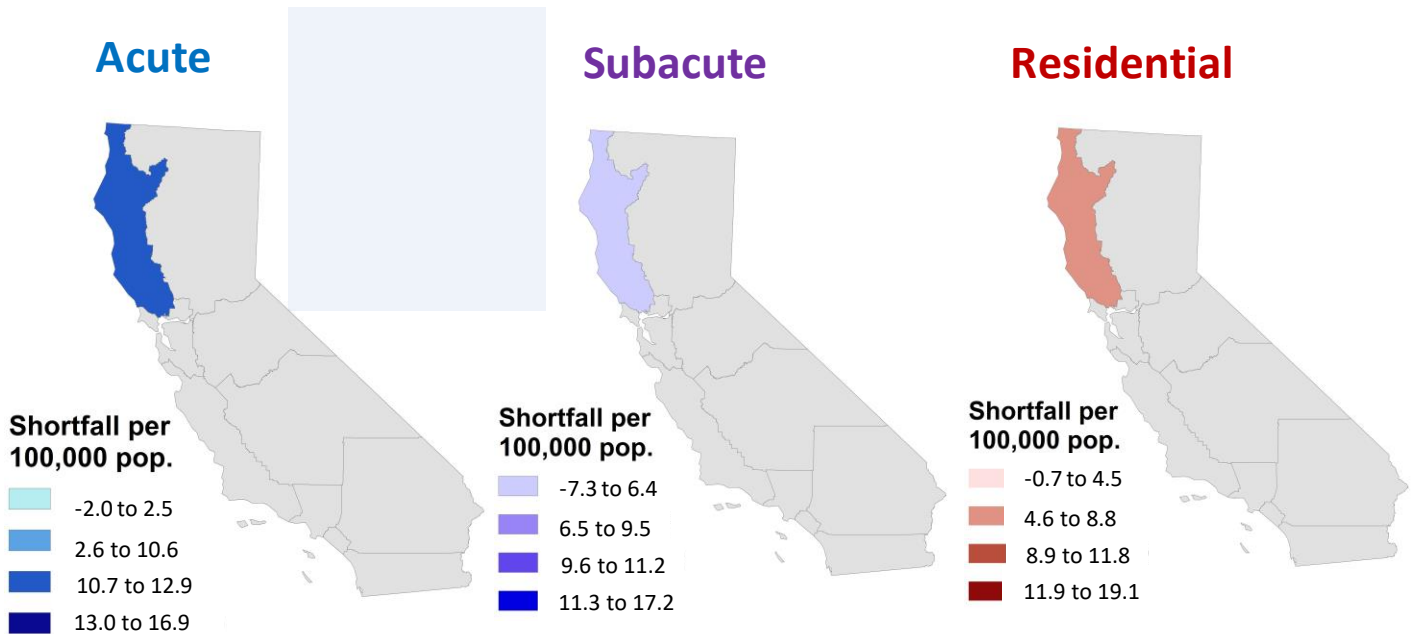 Acute
Subacute
Residential
Shortfall per
100,000 pop.
-2.0 to 2.5
2.6 to 10.6
10.7 to 12.9
13.0 to 16.9
Shortfall per
100,000 pop.
-7.3 to 6.4
6.5 to 9.5
9.6 to 11.2
11.3 to 17.2
Shortfall per
100,000 pop.
-0.7 to 4.5
4.6 to 8.8
8.9 to 11.8
11.9 to 19.1